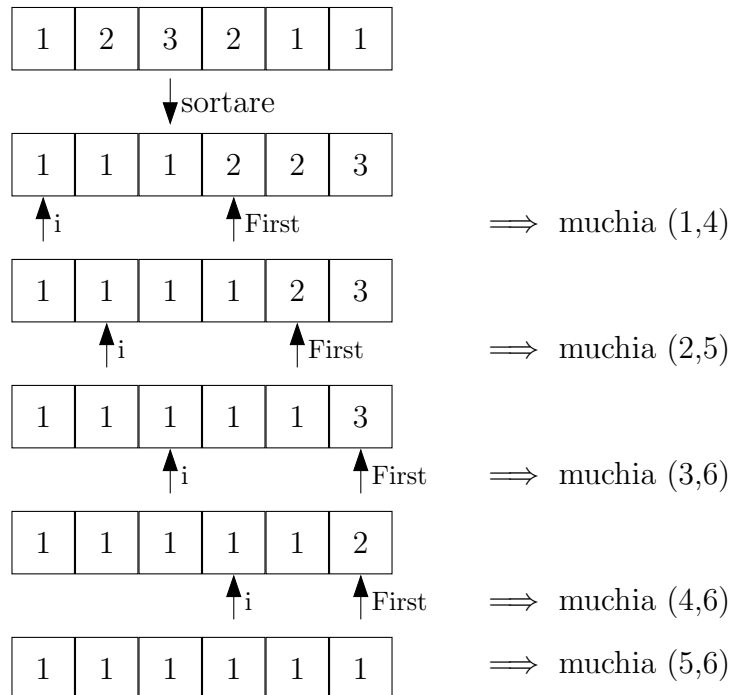 1 2 3 2 1 1
sortare
1 1 1 2 2 3
i First ⟹ muchia (1,4)
1 1 1 1 2 3
i First ⟹ muchia (2,5)
1 1 1 1 1 3
i First ⟹ muchia (3,6)
1 1 1 1 1 2
i First ⟹ muchia (4,6)
1 1 1 1 1 1 ⟹ muchia (5,6)